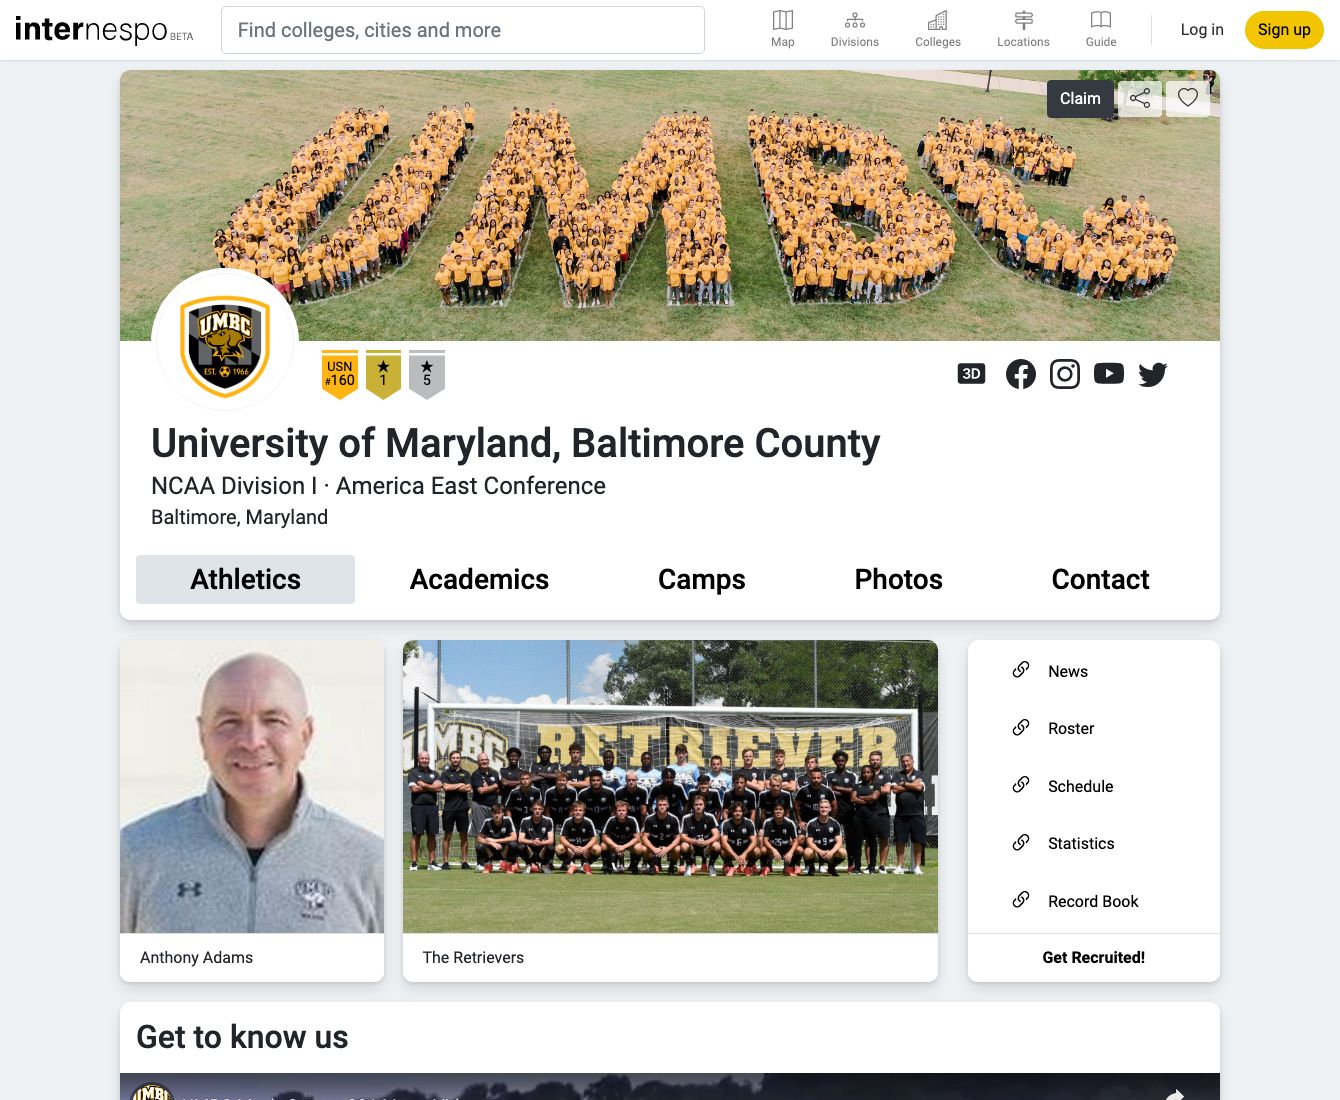 internespo BETA
Find colleges, cities and more
Map
Divisions
Colleges
Locations
Guide
Log in
Sign up
UMBC
Claim
UMBC
EST. 1966
USN
#160
1
5
3D
University of Maryland, Baltimore County
NCAA Division I · America East Conference
Baltimore, Maryland
Athletics
Academics
Camps
Photos
Contact
UMBC
UMBC RETRIEVER
Anthony Adams
The Retrievers
News
Roster
Schedule
Statistics
Record Book
Get Recruited!
Get to know us
UMBC